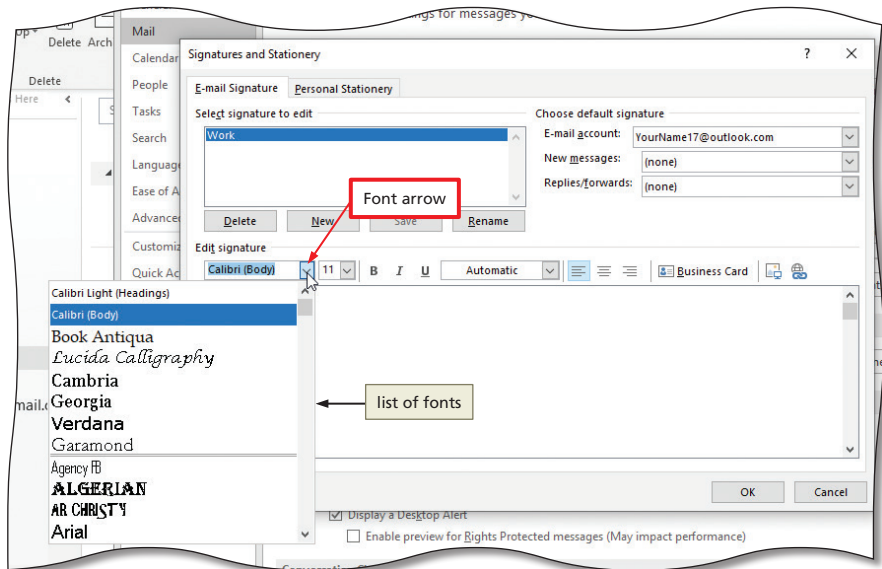 ngs for messages y
Delete Arch
Delete
Here
Mail
Calendar
People
Tasks
Search
Language
Ease of A
Advanced
Customiz
Quick Ac
Signatures and Stationery
? ×
E-mail Signature Personal Stationery
Select signature to edit
Work
Delete New Save Rename
Choose default signature
E-mail account: YourName17@outlook.com
New messages: (none)
Replies/forwards: (none)
Font arrow
Edit signature
Calibri (Body) 11 B I U Automatic Business Card
Calibri Light (Headings)
Calibri (Body)
Book Antiqua
Lucida Calligraphy
Cambria
Georgia
Verdana
Garamond
Agency FB
ALGERIAN
AR CHRISTY
Arial
list of fonts
mail.c
OK Cancel
Display a Desktop Alert
Enable preview for Rights Protected messages (May impact performance)